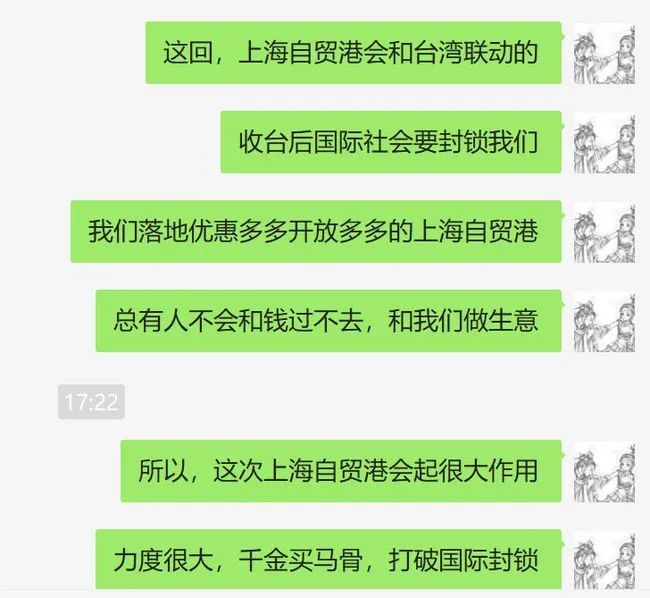 这回，上海自贸港会和台湾联动的
收台后国际社会要封锁我们
我们落地优惠多多开放多多的上海自贸港
总有人不会和钱过不去，和我们做生意
17:22
所以，这次上海自贸港会起很大作用
力度很大，千金买马骨，打破国际封锁